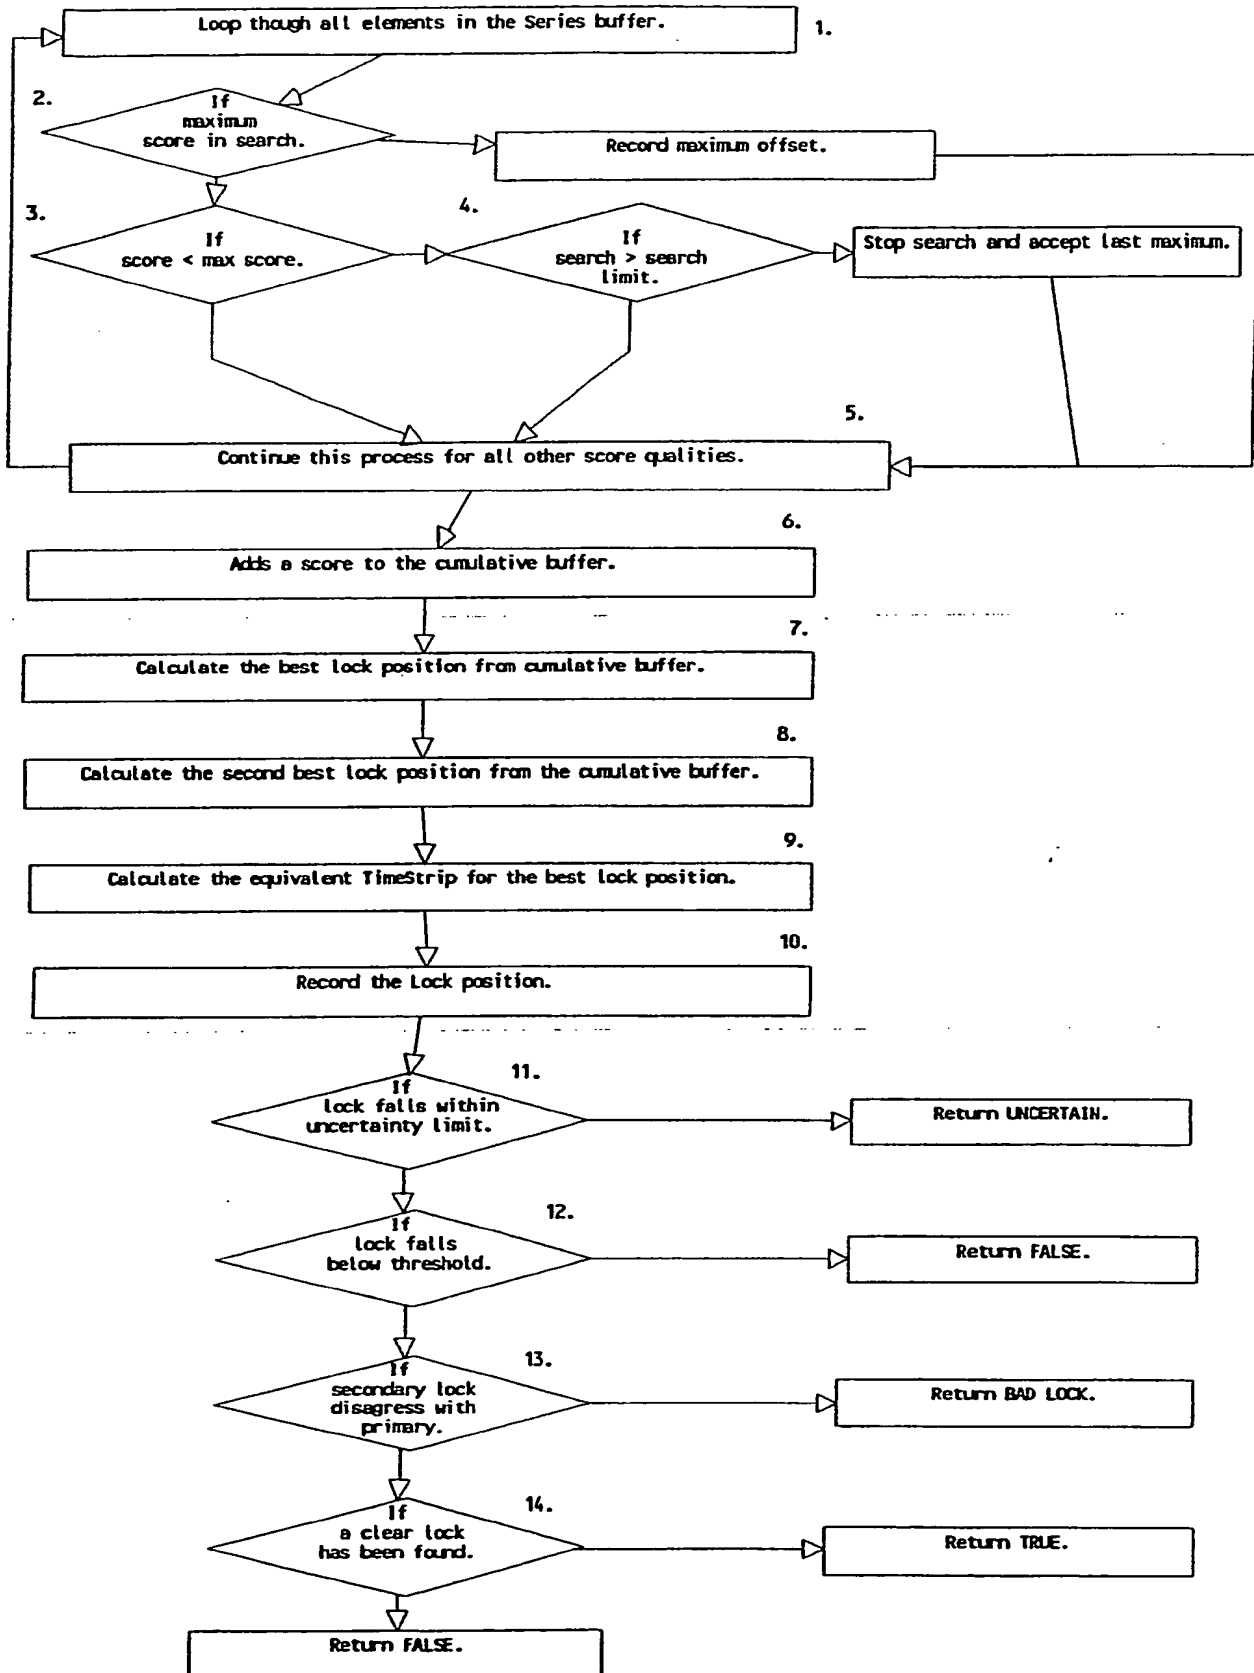 Loop though all elements in the Series buffer.
1.
2.
If
maximum
score in search.
Record maximum offset.
3.
If
score < max score.
4.
If
search > search
limit.
Stop search and accept last maximum.
5.
Continue this process for all other score qualities.
6.
Adds a score to the cumulative buffer.
7.
Calculate the best lock position from cumulative buffer.
8.
Calculate the second best lock position from the cumulative buffer.
9.
Calculate the equivalent TimeStrip for the best lock position.
10.
Record the Lock position.
11.
If
lock falls within
uncertainty limit.
Return UNCERTAIN.
12.
If
lock falls
below threshold.
Return FALSE.
13.
If
secondary lock
disagress with
primary.
Return BAD LOCK.
14.
If
a clear lock
has been found.
Return TRUE.
Return FALSE.